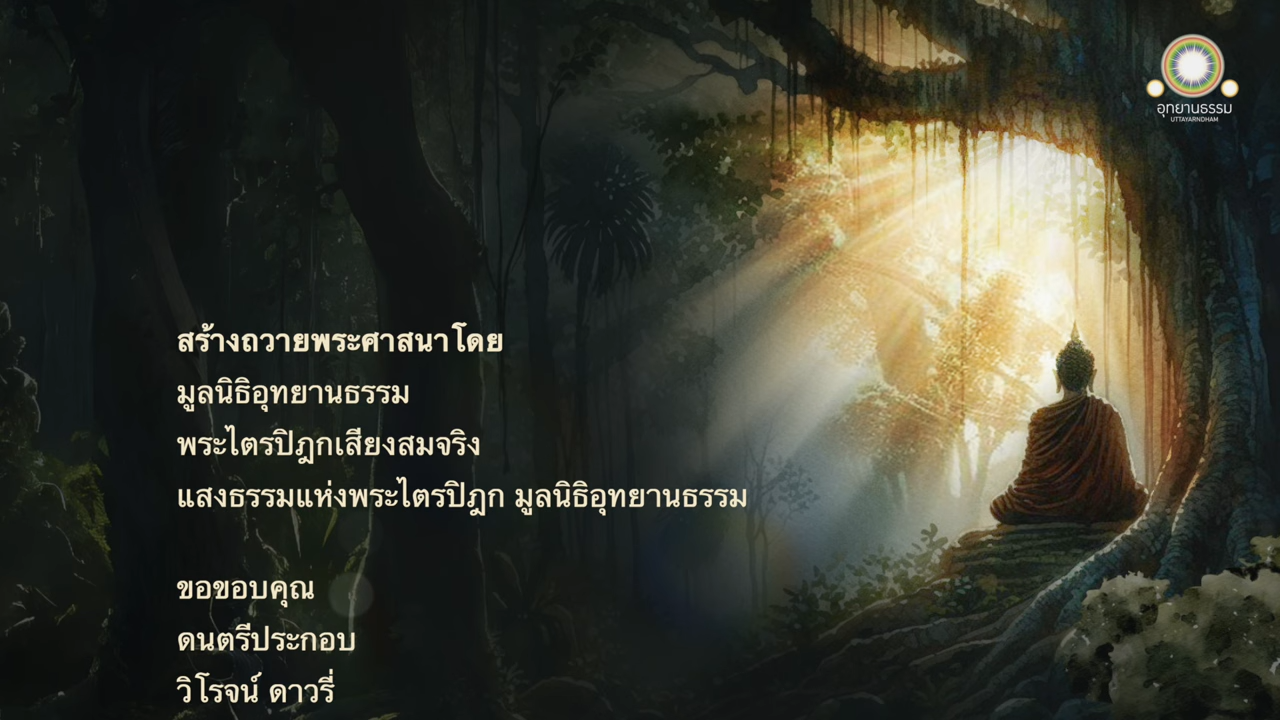 อุทยานธรรม
UTTAYARNDHAM
สร้างถวายพระศาสนาโดย
มูลนิธิอุทยานธรรม
พระไตรปิฎกเสียงสมจริง
แสงธรรมแห่งพระไตรปิฎก มูลนิธิอุทยานธรรม
ขอขอบคุณ
ดนตรีประกอบ
วิโรจน์ ดาวรี่